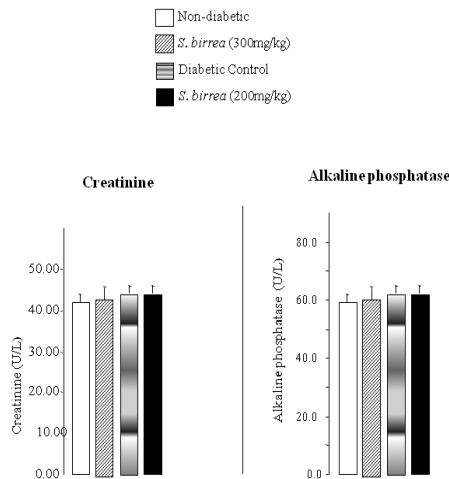 Non-diabetic
S. birrea (300mg/kg)
Diabetic Control
S. birrea (200mg/kg)
Creatinine
Creatinine (U/L)
50.00
40.00
30.00
20.00
10.00
0.00
Alkaline phosphatase
Alkaline phosphatase (U/L)
80.0
60.0
40.0
20.0
0.0